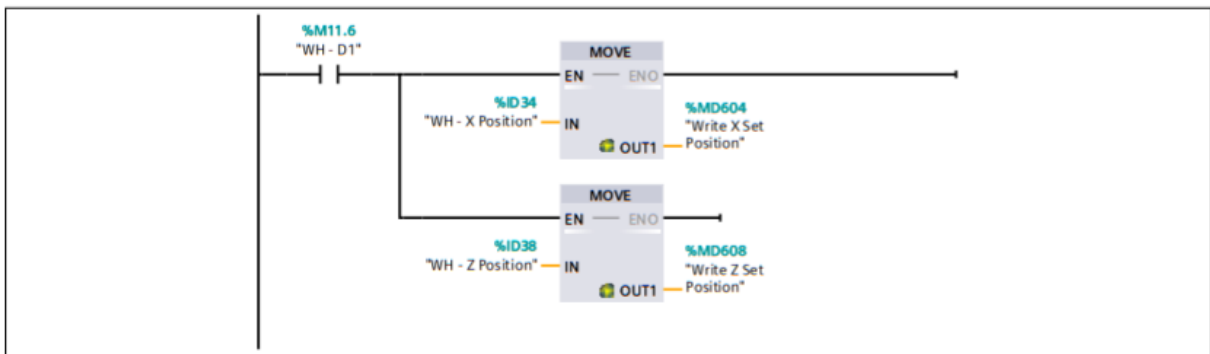 %M11.6
"WH - D1"
MOVE
EN
ENO
%ID34
"WH - X Position"
IN
%MD604
"Write X Set
Position"
OUT1
MOVE
EN
ENO
%ID38
"WH - Z Position"
IN
%MD608
"Write Z Set
Position"
OUT1